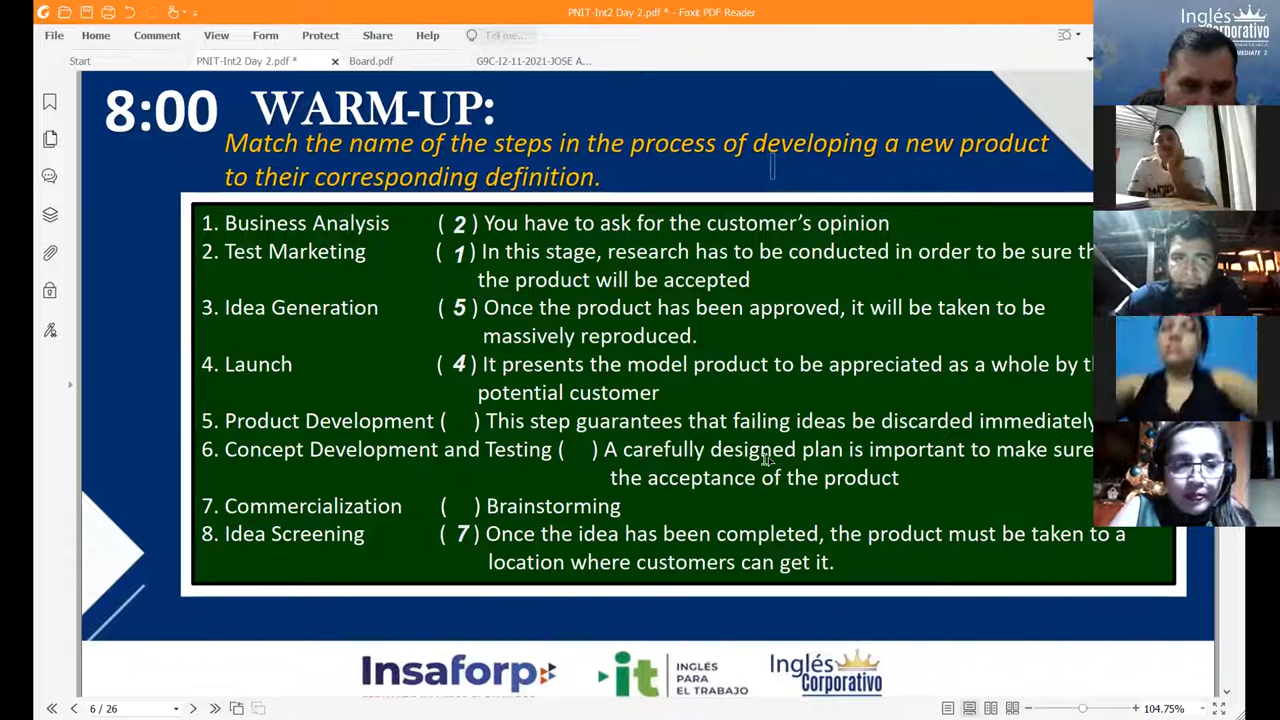 PNIT-Int2 Day 2.pdf * - Foxit PDF Reader
File Home Comment View Form Protect Share Help Tell me...
Start PNIT-Int2 Day 2.pdf * × Board.pdf G9C-I2-11-2021-JOSE A...
Inglés
Corporativo
8:00 WARM-UP:
Match the name of the steps in the process of developing a new product
to their corresponding definition.
1. Business Analysis ( 2 ) You have to ask for the customer's opinion
2. Test Marketing ( 1 ) In this stage, research has to be conducted in order to be sure
the product will be accepted
3. Idea Generation ( 5 ) Once the product has been approved, it will be taken to be
massively reproduced.
4. Launch ( 4 ) It presents the model product to be appreciated as a whole by
potential customer
5. Product Development ( ) This step guarantees that failing ideas be discarded immediately
6. Concept Development and Testing ( ) A carefully designed plan is important to make sure
the acceptance of the product
7. Commercialization ( ) Brainstorming
8. Idea Screening ( 7 ) Once the idea has been completed, the product must be taken to a
location where customers can get it.
Insaforp it INGLÉS PARA EL TRABAJO Inglés Corporativo
6 / 26 104.75%